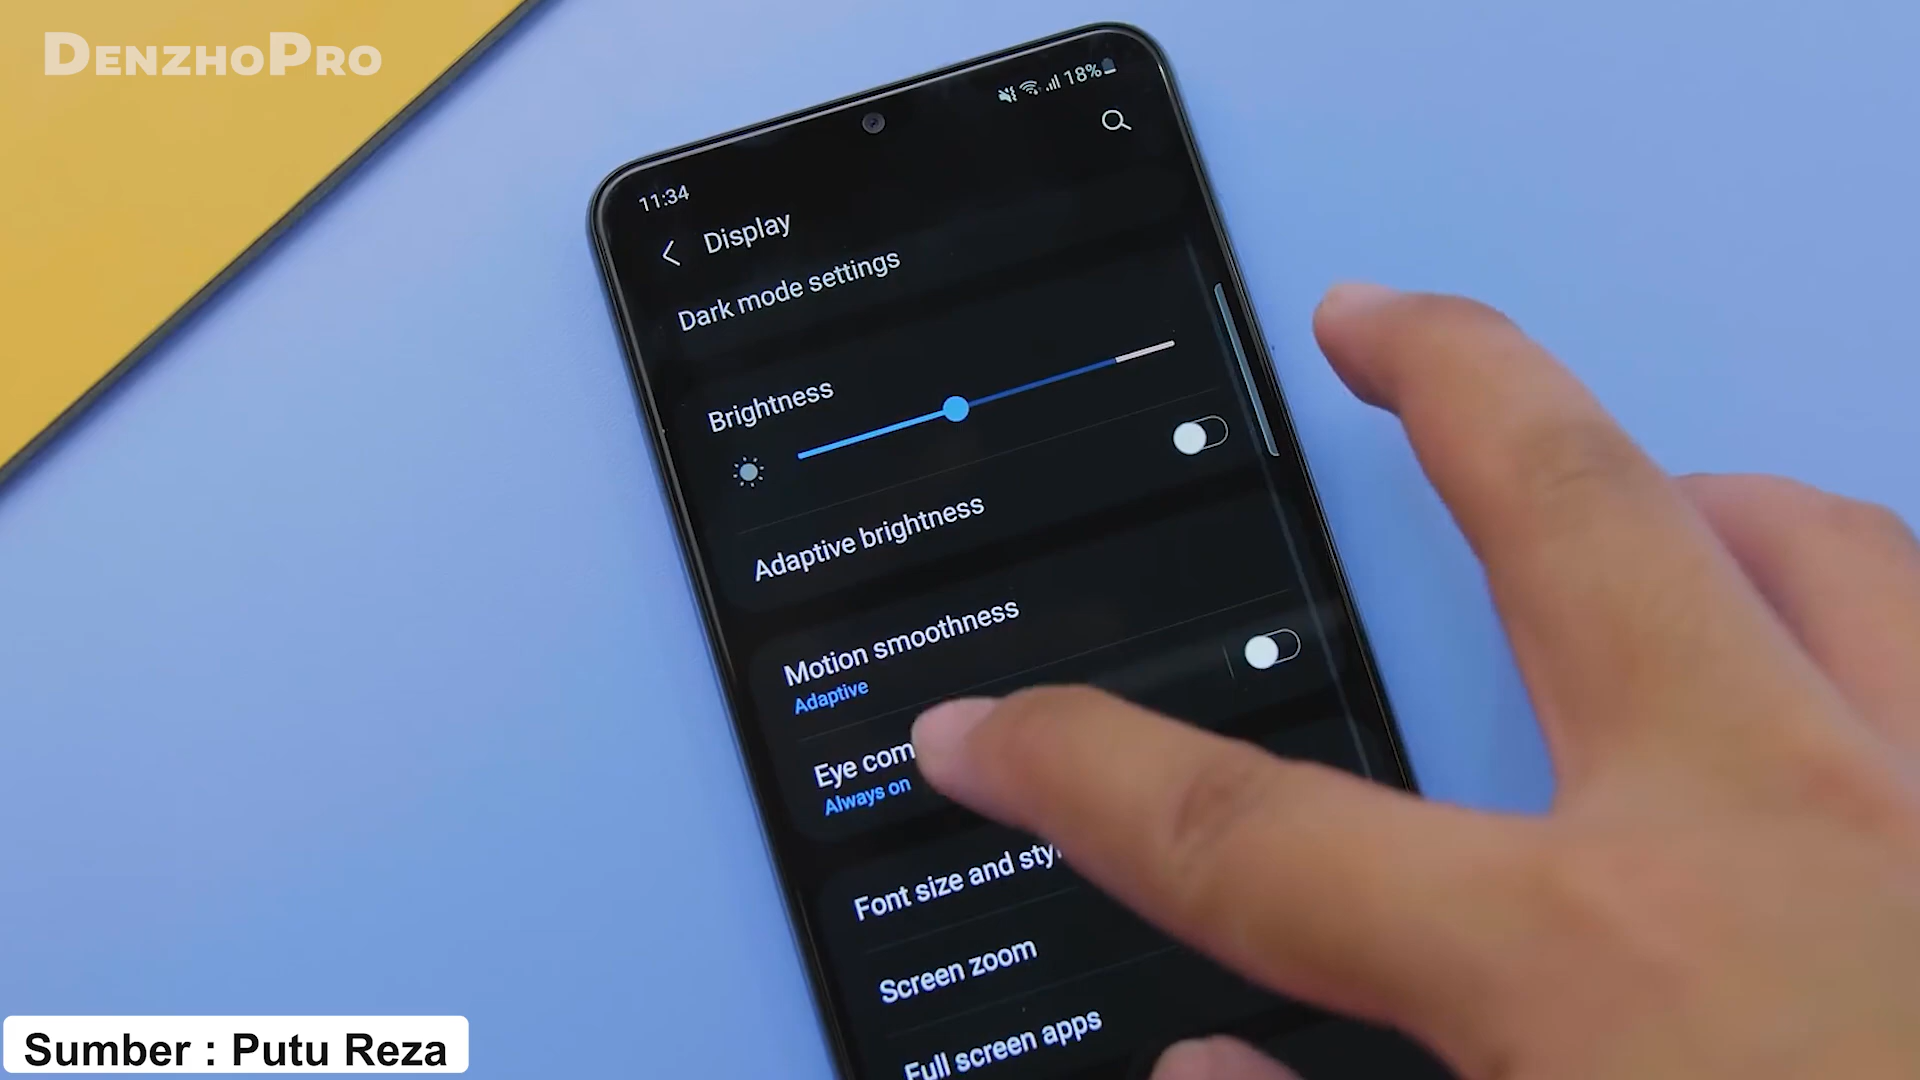 DENZHOPRO
18%
11:34
Display
Dark mode settings
Brightness
Adaptive brightness
Motion smoothness
Adaptive
Eye com
Always on
Font size and sty
Screen zoom
Full screen apps
Sumber : Putu Reza